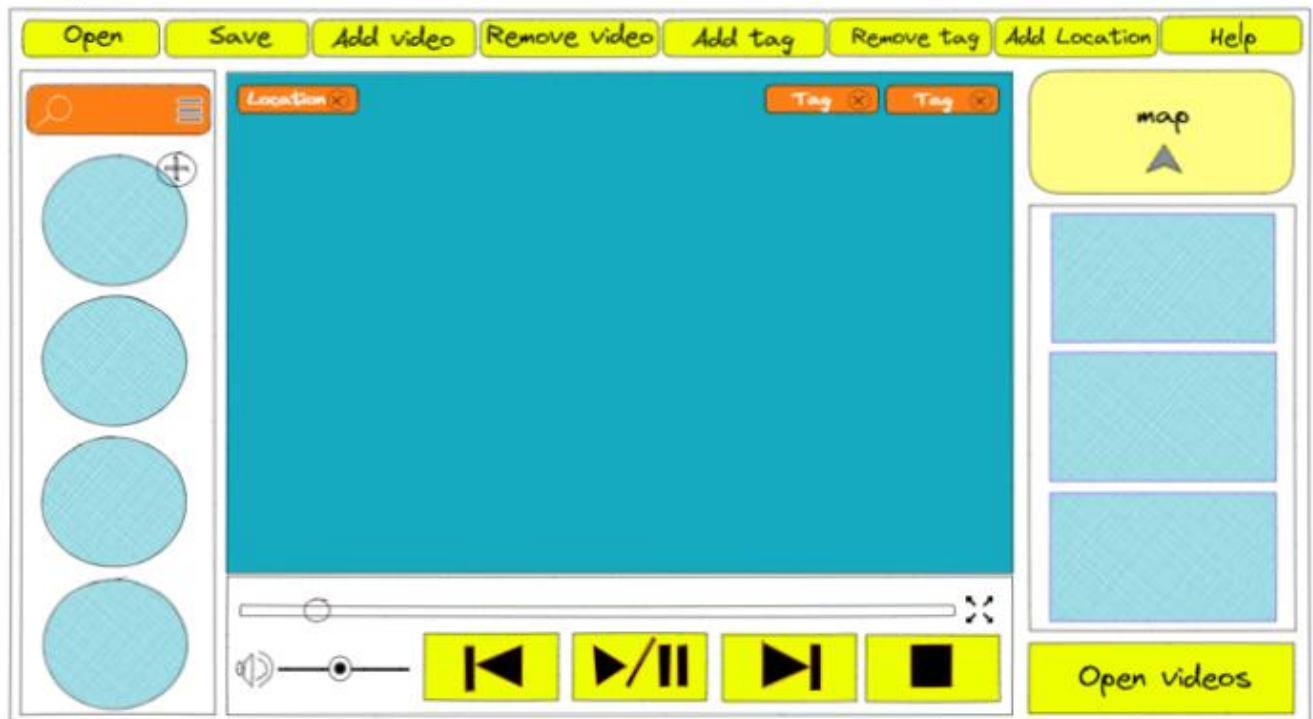 Open Save Add video Remove video Add tag Remove tag Add Location Help
Location Tag Tag
map
Open videos